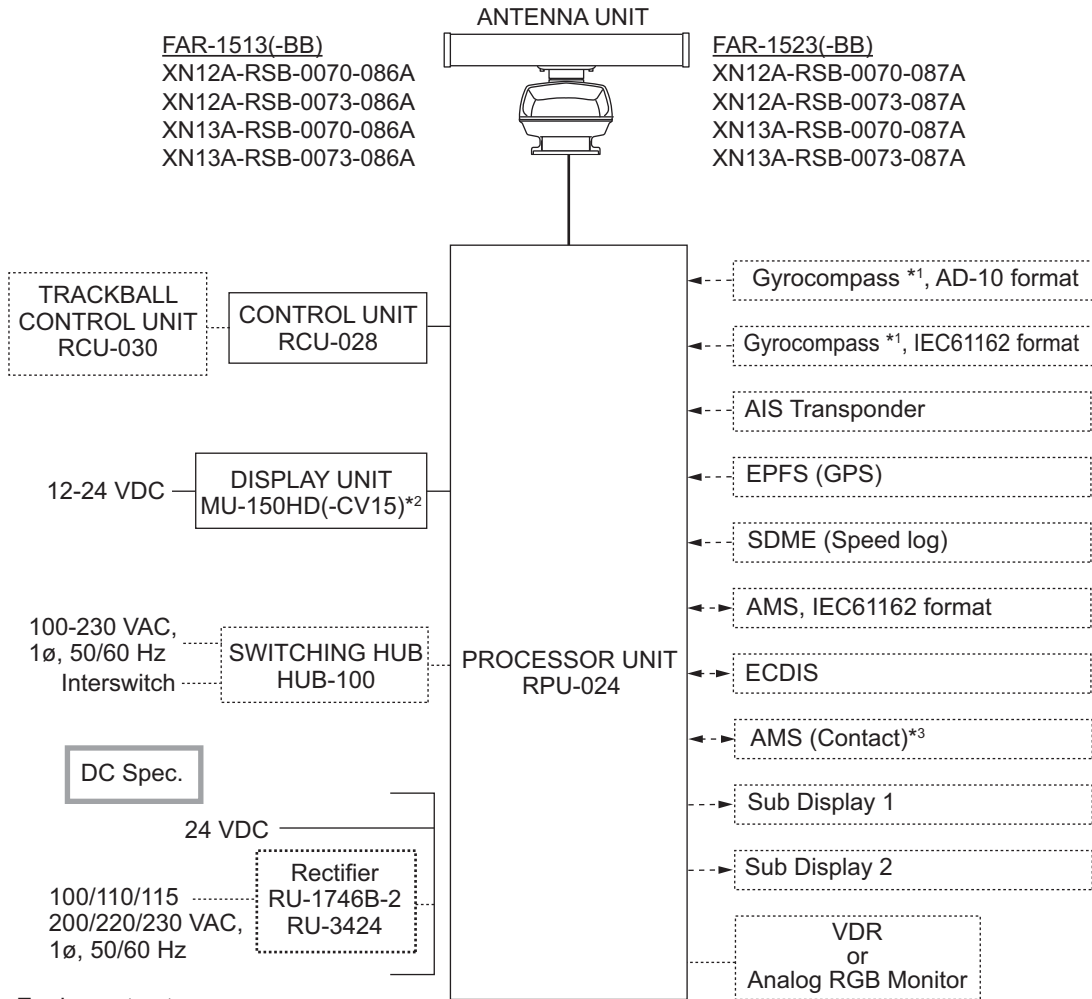 ANTENNA UNIT
FAR-1513(-BB)
XN12A-RSB-0070-086A
XN12A-RSB-0073-086A
XN13A-RSB-0070-086A
XN13A-RSB-0073-086A
FAR-1523(-BB)
XN12A-RSB-0070-087A
XN12A-RSB-0073-087A
XN13A-RSB-0070-087A
XN13A-RSB-0073-087A
TRACKBALL
CONTROL UNIT
RCU-030
CONTROL UNIT
RCU-028
12-24 VDC
DISPLAY UNIT
MU-150HD(-CV15)*2
100-230 VAC,
1ø, 50/60 Hz
Interswitch
SWITCHING HUB
HUB-100
DC Spec.
24 VDC
100/110/115
200/220/230 VAC,
1ø, 50/60 Hz
Rectifier
RU-1746B-2
RU-3424
PROCESSOR UNIT
RPU-024
Gyrocompass *1, AD-10 format
Gyrocompass *1, IEC61162 format
AIS Transponder
EPFS (GPS)
SDME (Speed log)
AMS, IEC61162 format
ECDIS
AMS (Contact)*3
Sub Display 1
Sub Display 2
VDR
or
Analog RGB Monitor